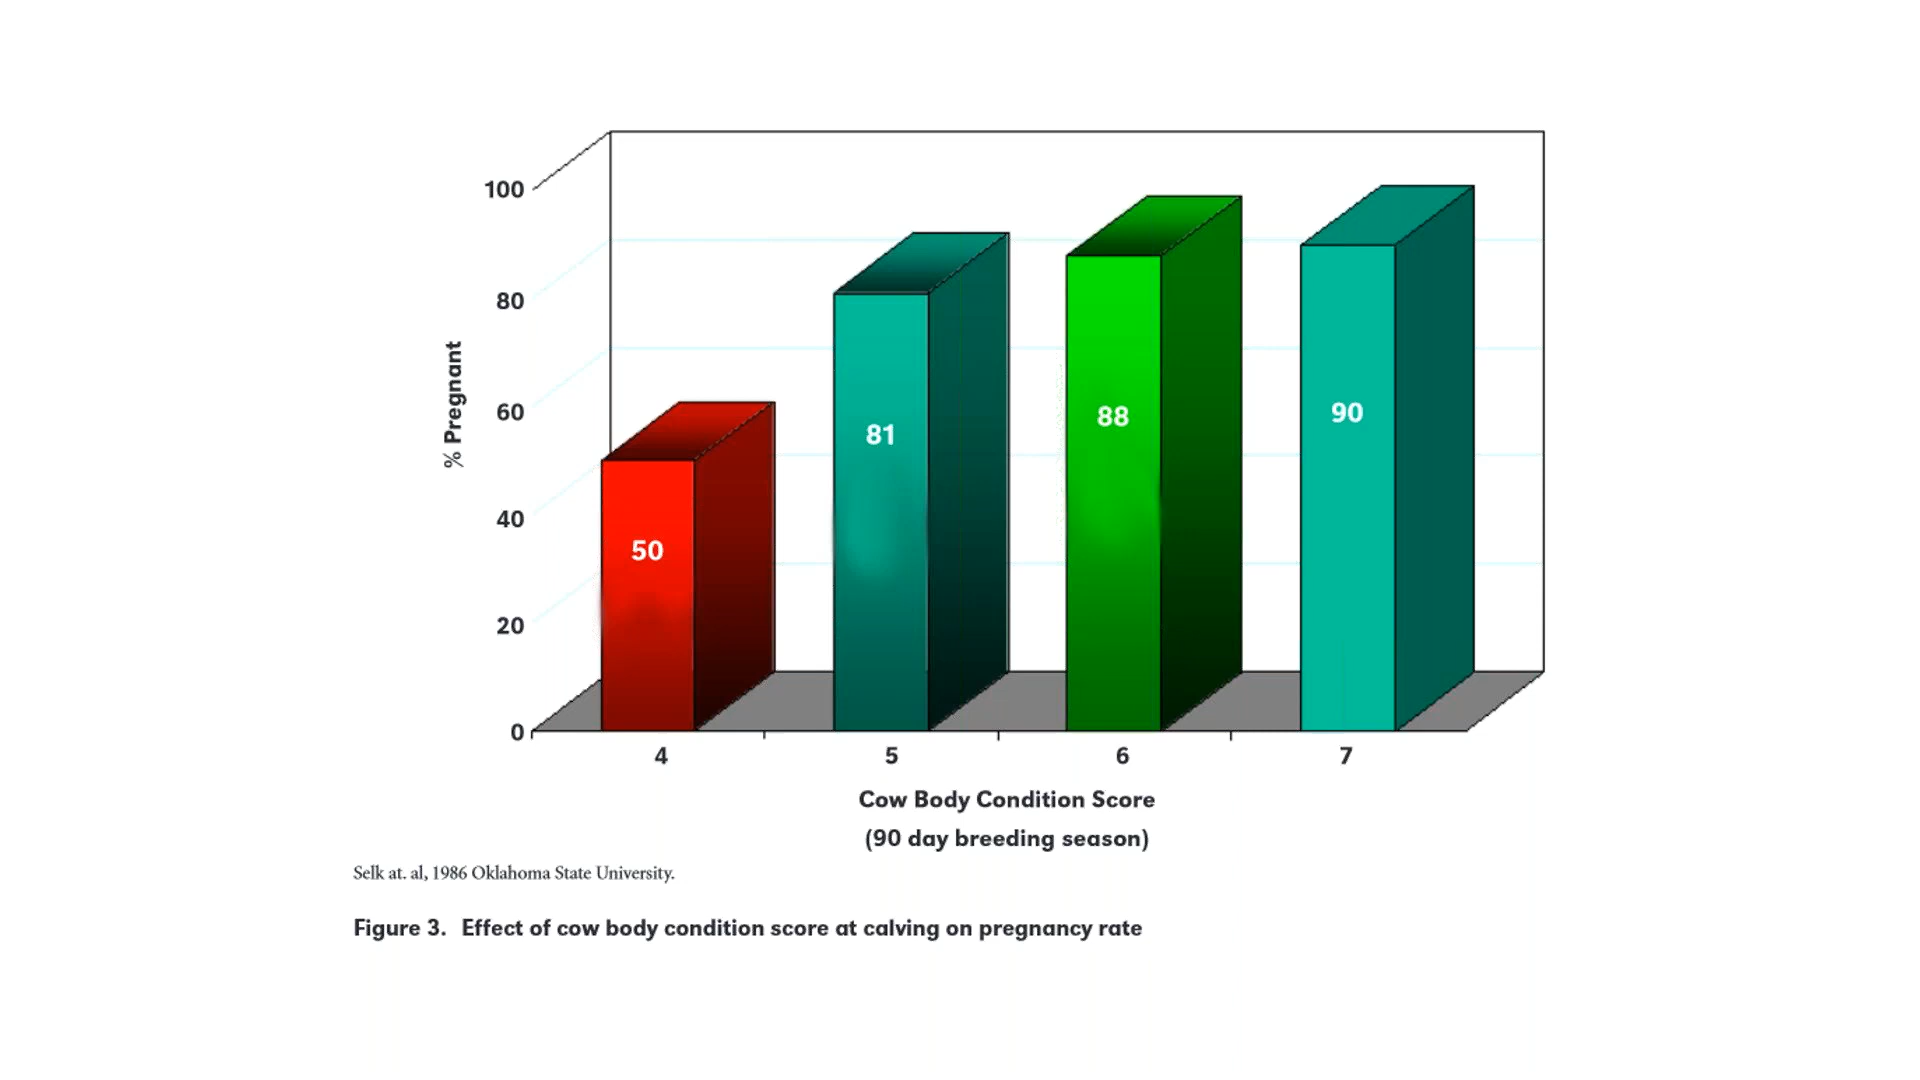 100
80
60
40
20
0
% Pregnant
50
81
88
90
4 5 6 7
Cow Body Condition Score
(90 day breeding season)
Selk at. al, 1986 Oklahoma State University.
Figure 3. Effect of cow body condition score at calving on pregnancy rate